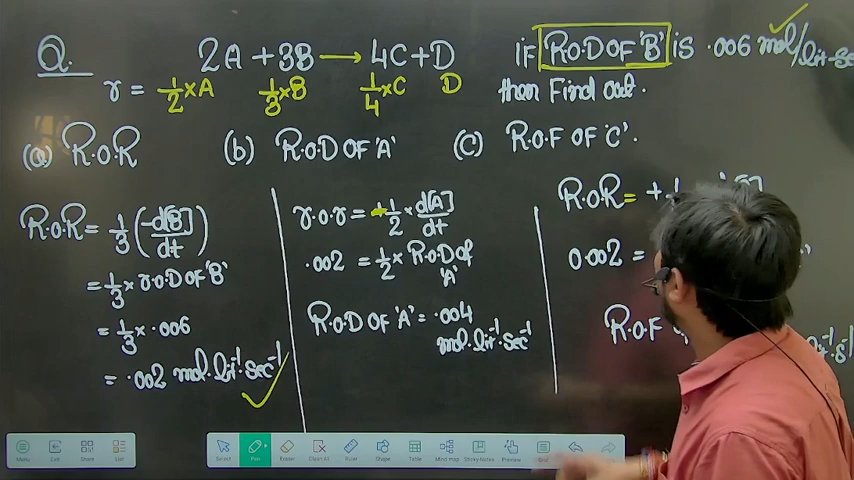 Q. 2A + 3B → 4C + D IF R.O.D OF 'B' IS .006 mol/lit-sec
r = 1/2 × A 1/3 × B 1/4 × C D then Find out.
(a) R.O.R (b) R.O.D OF 'A' (c) R.O.F OF 'C'.
R.O.R = 1/3 (-d[B]/dt)
= 1/3 × r.O.D OF 'B'
= 1/3 × .006
= .002 mol. lit⁻¹. Sec⁻¹
r.o.r = 1/2 × d[A]/dt
.002 = 1/2 × R.O.D OF 'A'
R.O.D OF 'A' = .004
mol. lit⁻¹. Sec⁻¹
R.O.R = +
0.002 =
R.O.F
Menu Share List Select Pen Eraser Clear All Ruler Shape Table Mind map Sticky Notes Preview